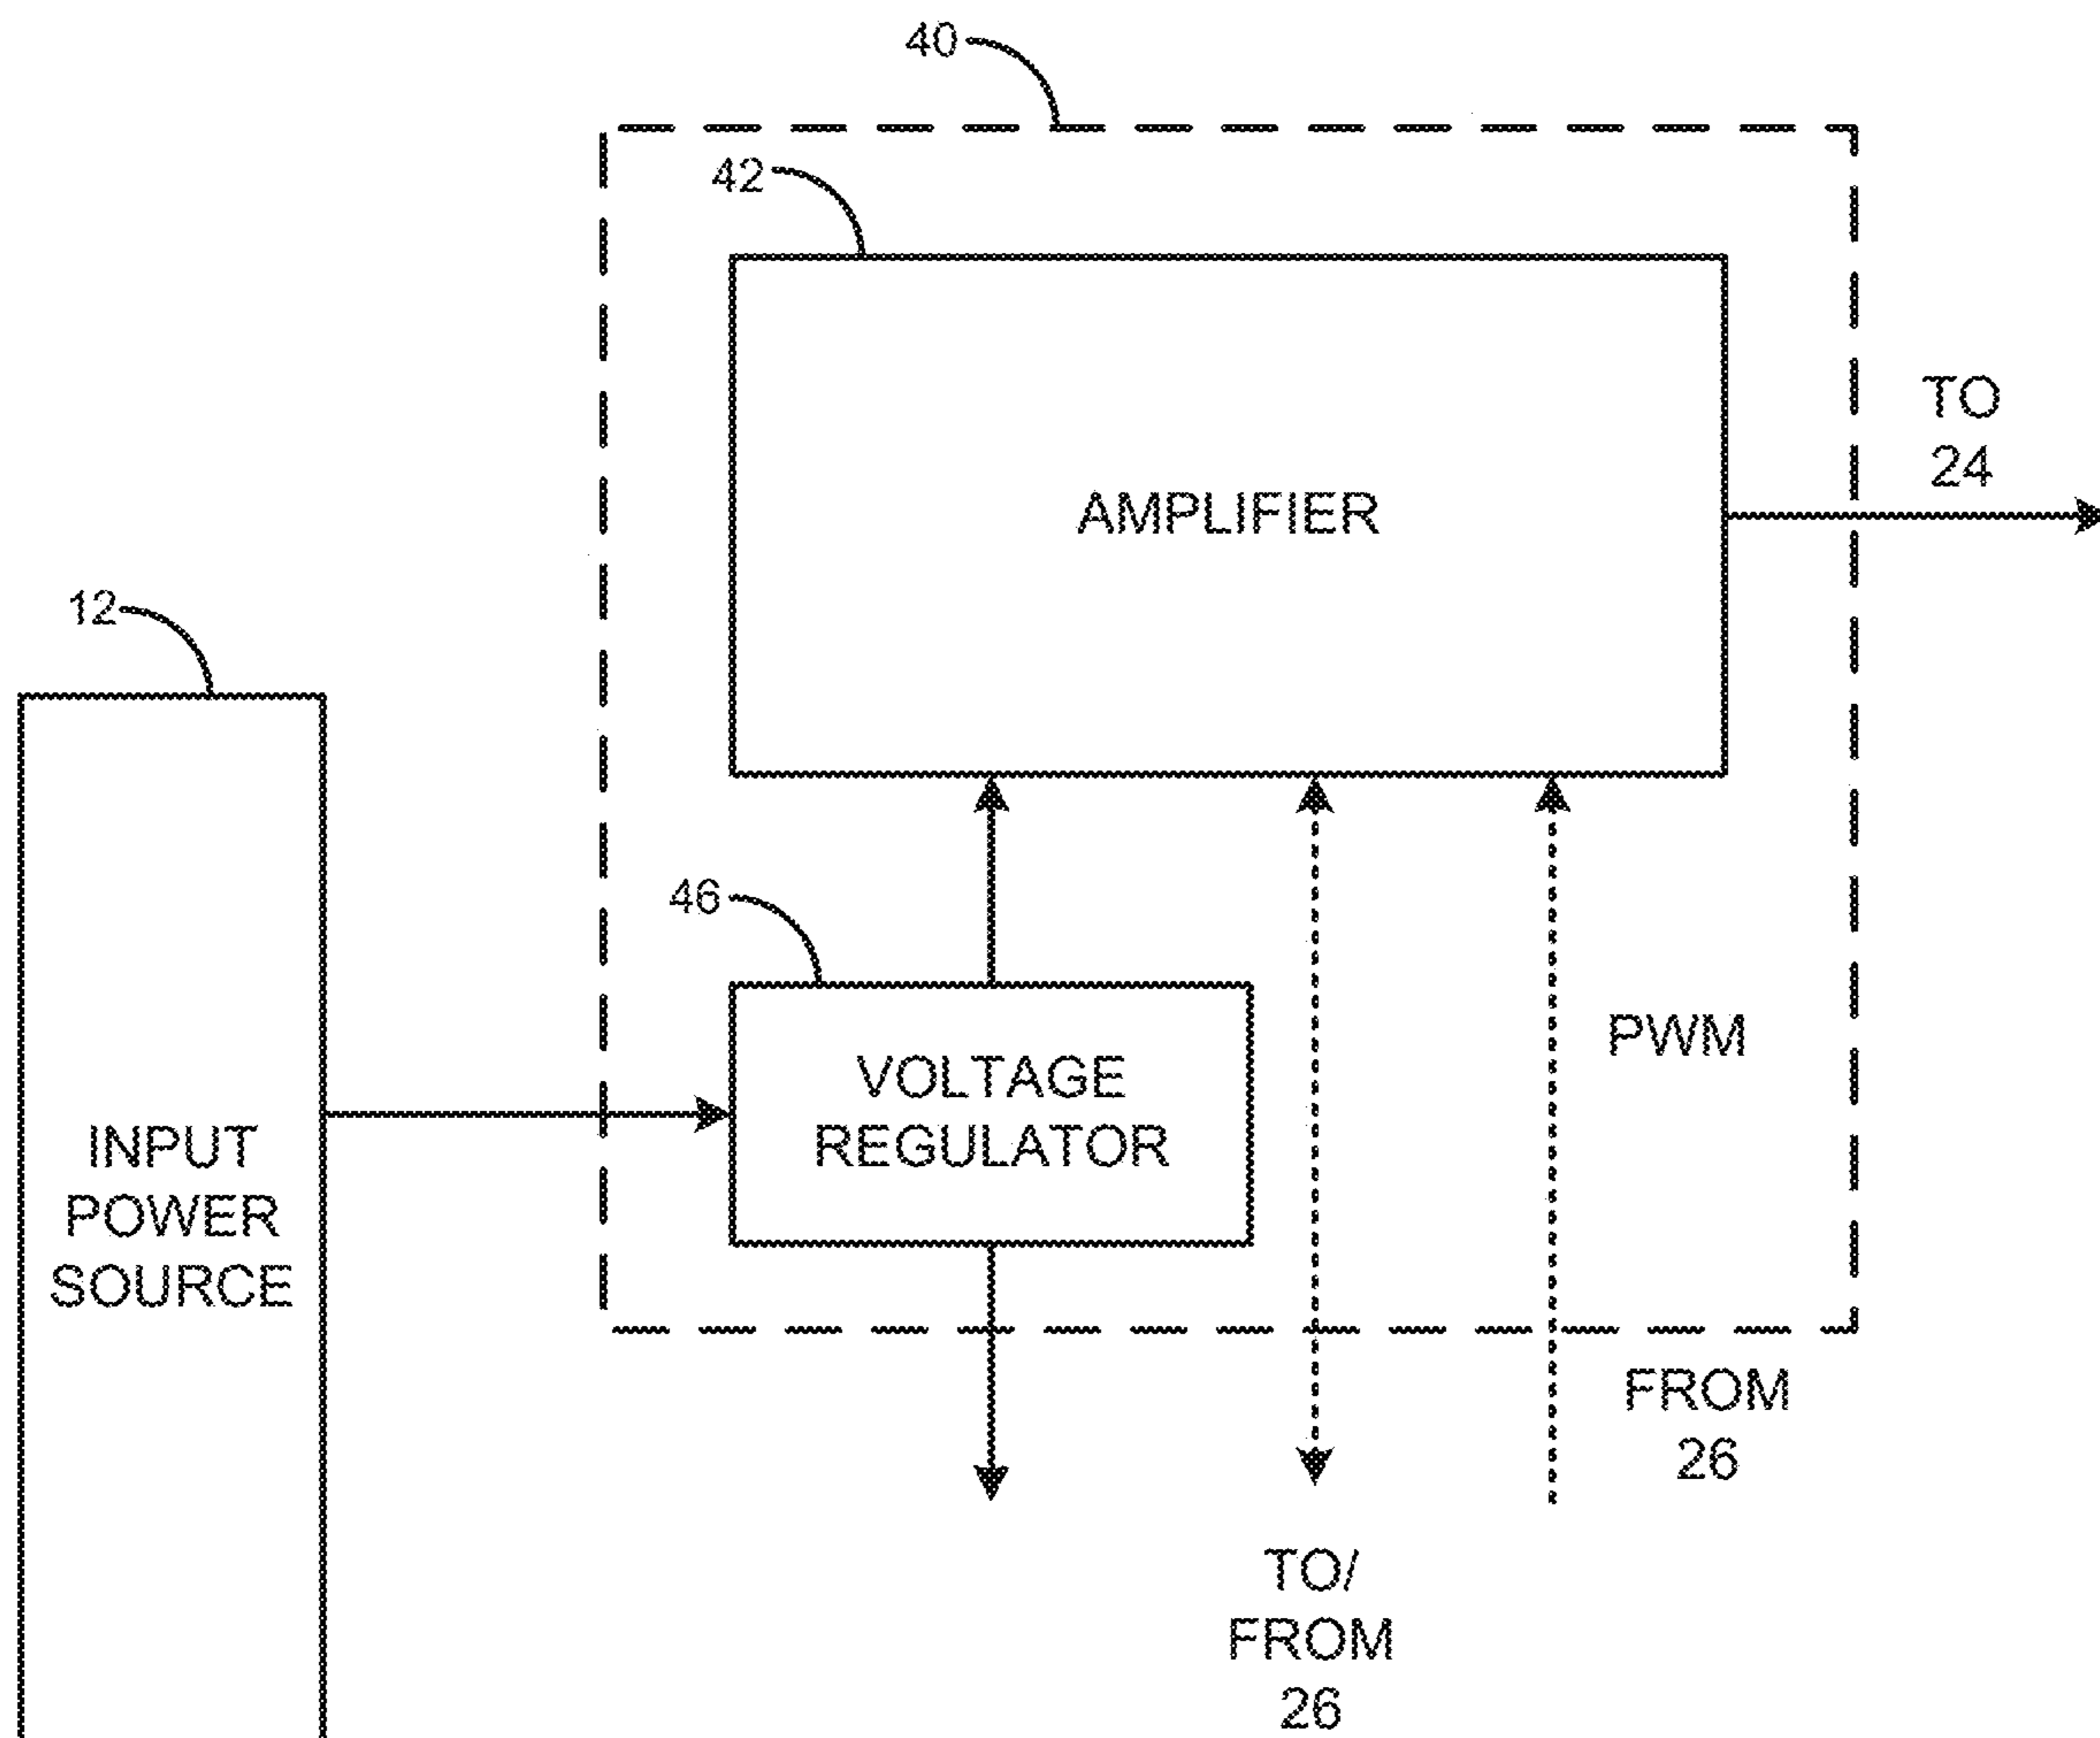 40
42
AMPLIFIER
TO
24
12
46
VOLTAGE
REGULATOR
PWM
INPUT
POWER
SOURCE
FROM
26
TO/
FROM
26